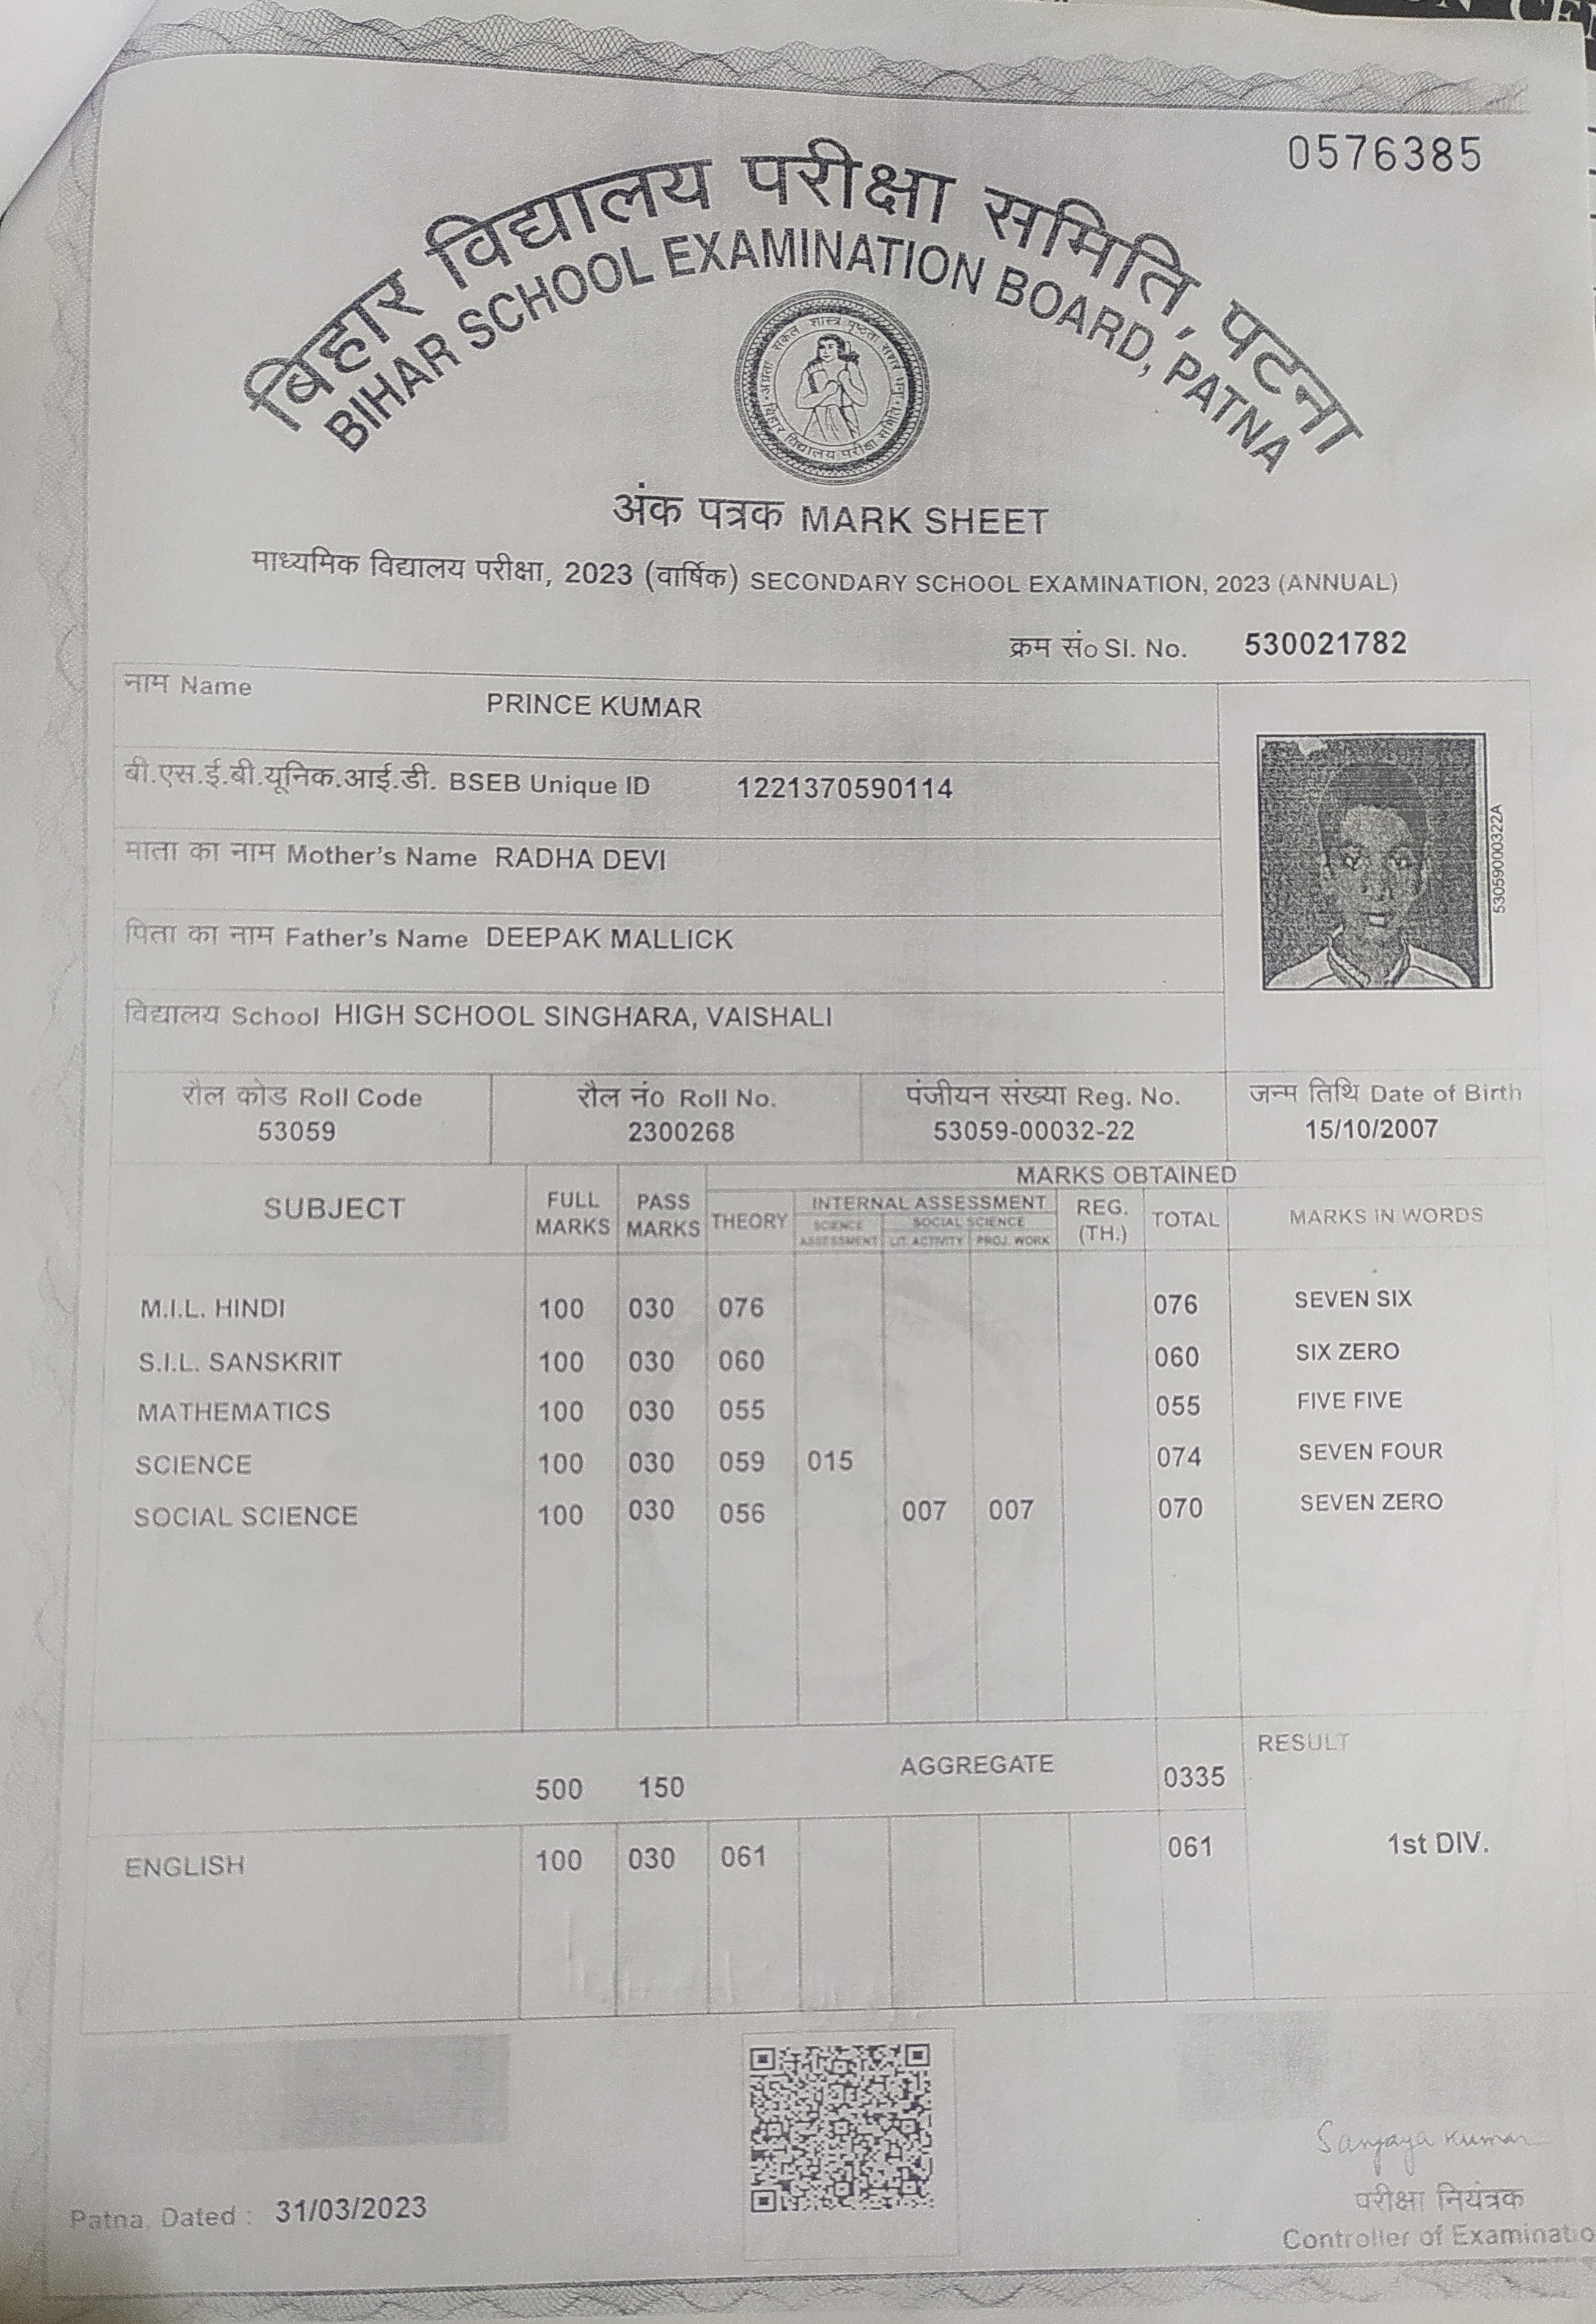 ON CEN
0576385
बिहार विद्यालय परीक्षा समिति, पटना
BIHAR SCHOOL EXAMINATION BOARD, PATNA
बिहार विद्यालय परीक्षा समिति
अंक पत्रक MARK SHEET
माध्यमिक विद्यालय परीक्षा, 2023 (वार्षिक) SECONDARY SCHOOL EXAMINATION, 2023 (ANNUAL)
क्रम सं० Sl. No. 530021782
नाम Name PRINCE KUMAR
बी.एस.ई.बी.यूनिक.आई.डी. BSEB Unique ID 1221370590114
माता का नाम Mother's Name RADHA DEVI
पिता का नाम Father's Name DEEPAK MALLICK
विद्यालय School HIGH SCHOOL SINGHARA, VAISHALI
53059000322A
रौल कोड Roll Code रौल नं० Roll No. पंजीयन संख्या Reg. No. जन्म तिथि Date of Birth
53059 2300268 53059-00032-22 15/10/2007
MARKS OBTAINED
SUBJECT FULL MARKS PASS MARKS THEORY INTERNAL ASSESSMENT REG. (TH.) TOTAL MARKS IN WORDS
SCIENCE ASSESSMENT SOCIAL SCIENCE
LIT. ACTIVITY PROJ. WORK
M.I.L. HINDI 100 030 076 076 SEVEN SIX
S.I.L. SANSKRIT 100 030 060 060 SIX ZERO
MATHEMATICS 100 030 055 055 FIVE FIVE
SCIENCE 100 030 059 015 074 SEVEN FOUR
SOCIAL SCIENCE 100 030 056 007 007 070 SEVEN ZERO
500 150 AGGREGATE 0335 RESULT
ENGLISH 100 030 061 061 1st DIV.
Sanjaya Kumar
परीक्षा नियंत्रक
Patna, Dated : 31/03/2023
Controller of Examinatio